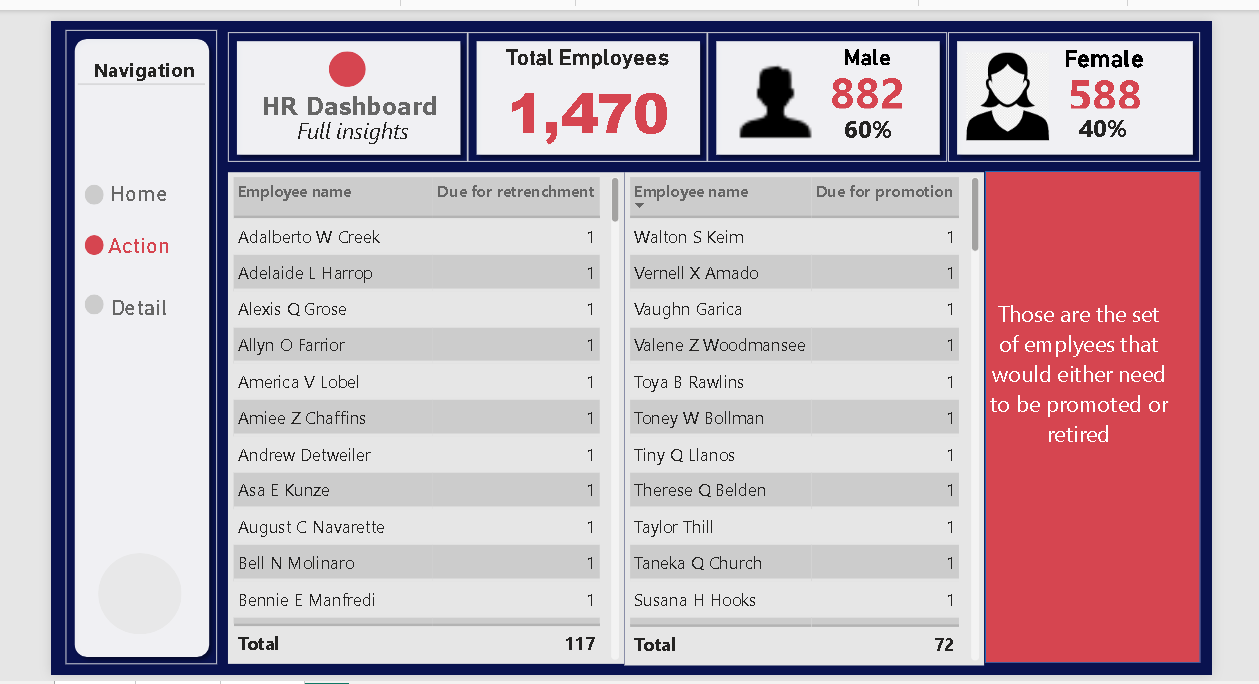 Navigation
Home
Action
Detail
HR Dashboard
Full insights
Total Employees
1,470
Male
882
60%
Female
588
40%
Employee name Due for retrenchment
Adalberto W Creek 1
Adelaide L Harrop 1
Alexis Q Grose 1
Allyn O Farrior 1
America V Lobel 1
Amiee Z Chaffins 1
Andrew Detweiler 1
Asa E Kunze 1
August C Navarette 1
Bell N Molinaro 1
Bennie E Manfredi 1
Total 117
Employee name Due for promotion
Walton S Keim 1
Vernell X Amado 1
Vaughn Garica 1
Valene Z Woodmansee 1
Toya B Rawlins 1
Toney W Bollman 1
Tiny Q Llanos 1
Therese Q Belden 1
Taylor Thill 1
Taneka Q Church 1
Susana H Hooks 1
Total 72
Those are the set
of emplyees that
would either need
to be promoted or
retired